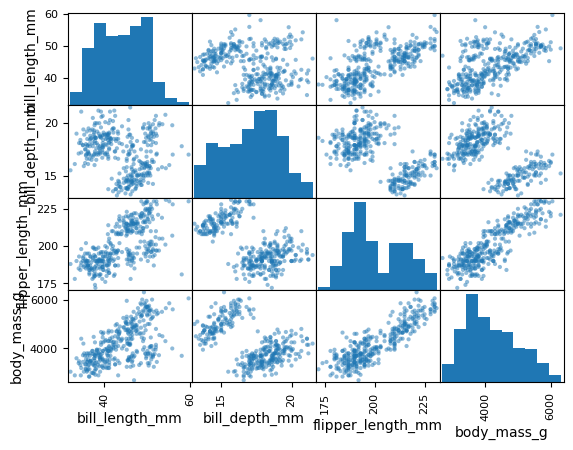 bill_length_mm
60
50
40
bill_depth_mm
20
15
flipper_length_mm
225
200
175
body_mass_g
6000
4000
40
60
15
20
175
200
225
4000
6000
bill_length_mm
bill_depth_mm
flipper_length_mm
body_mass_g